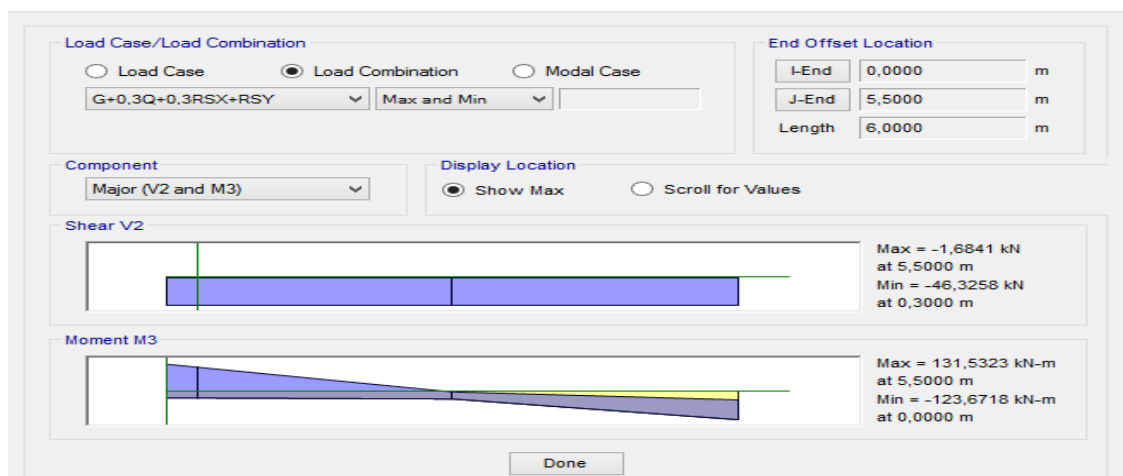 Load Case/Load Combination
Load Case Load Combination Modal Case
G+0,3Q+0,3RSX+RSY Max and Min
End Offset Location
I-End 0,0000 m
J-End 5,5000 m
Length 6,0000 m
Component
Major (V2 and M3)
Display Location
Show Max Scroll for Values
Shear V2
Max = -1,6841 kN
at 5,5000 m
Min = -46,3258 kN
at 0,3000 m
Moment M3
Max = 131,5323 kN-m
at 5,5000 m
Min = -123,6718 kN-m
at 0,0000 m
Done